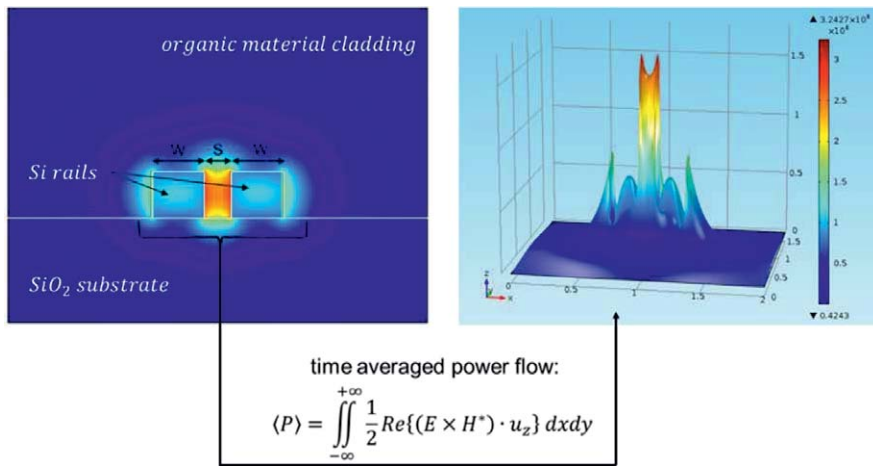 organic material cladding
W S W
Si rails
SiO₂ substrate
▲ 3.2427×10⁸
1.5
1
0.5
0
1.5
1
0.5
0
0 0.5 1 1.5 2
z y x
3
2.5
2
1.5
1
0.5
▼ 0.4243
time averaged power flow:
⟨P⟩ = ∬₋∞⁺∞ 1/2 Re{(E × H*) · u_z} dxdy